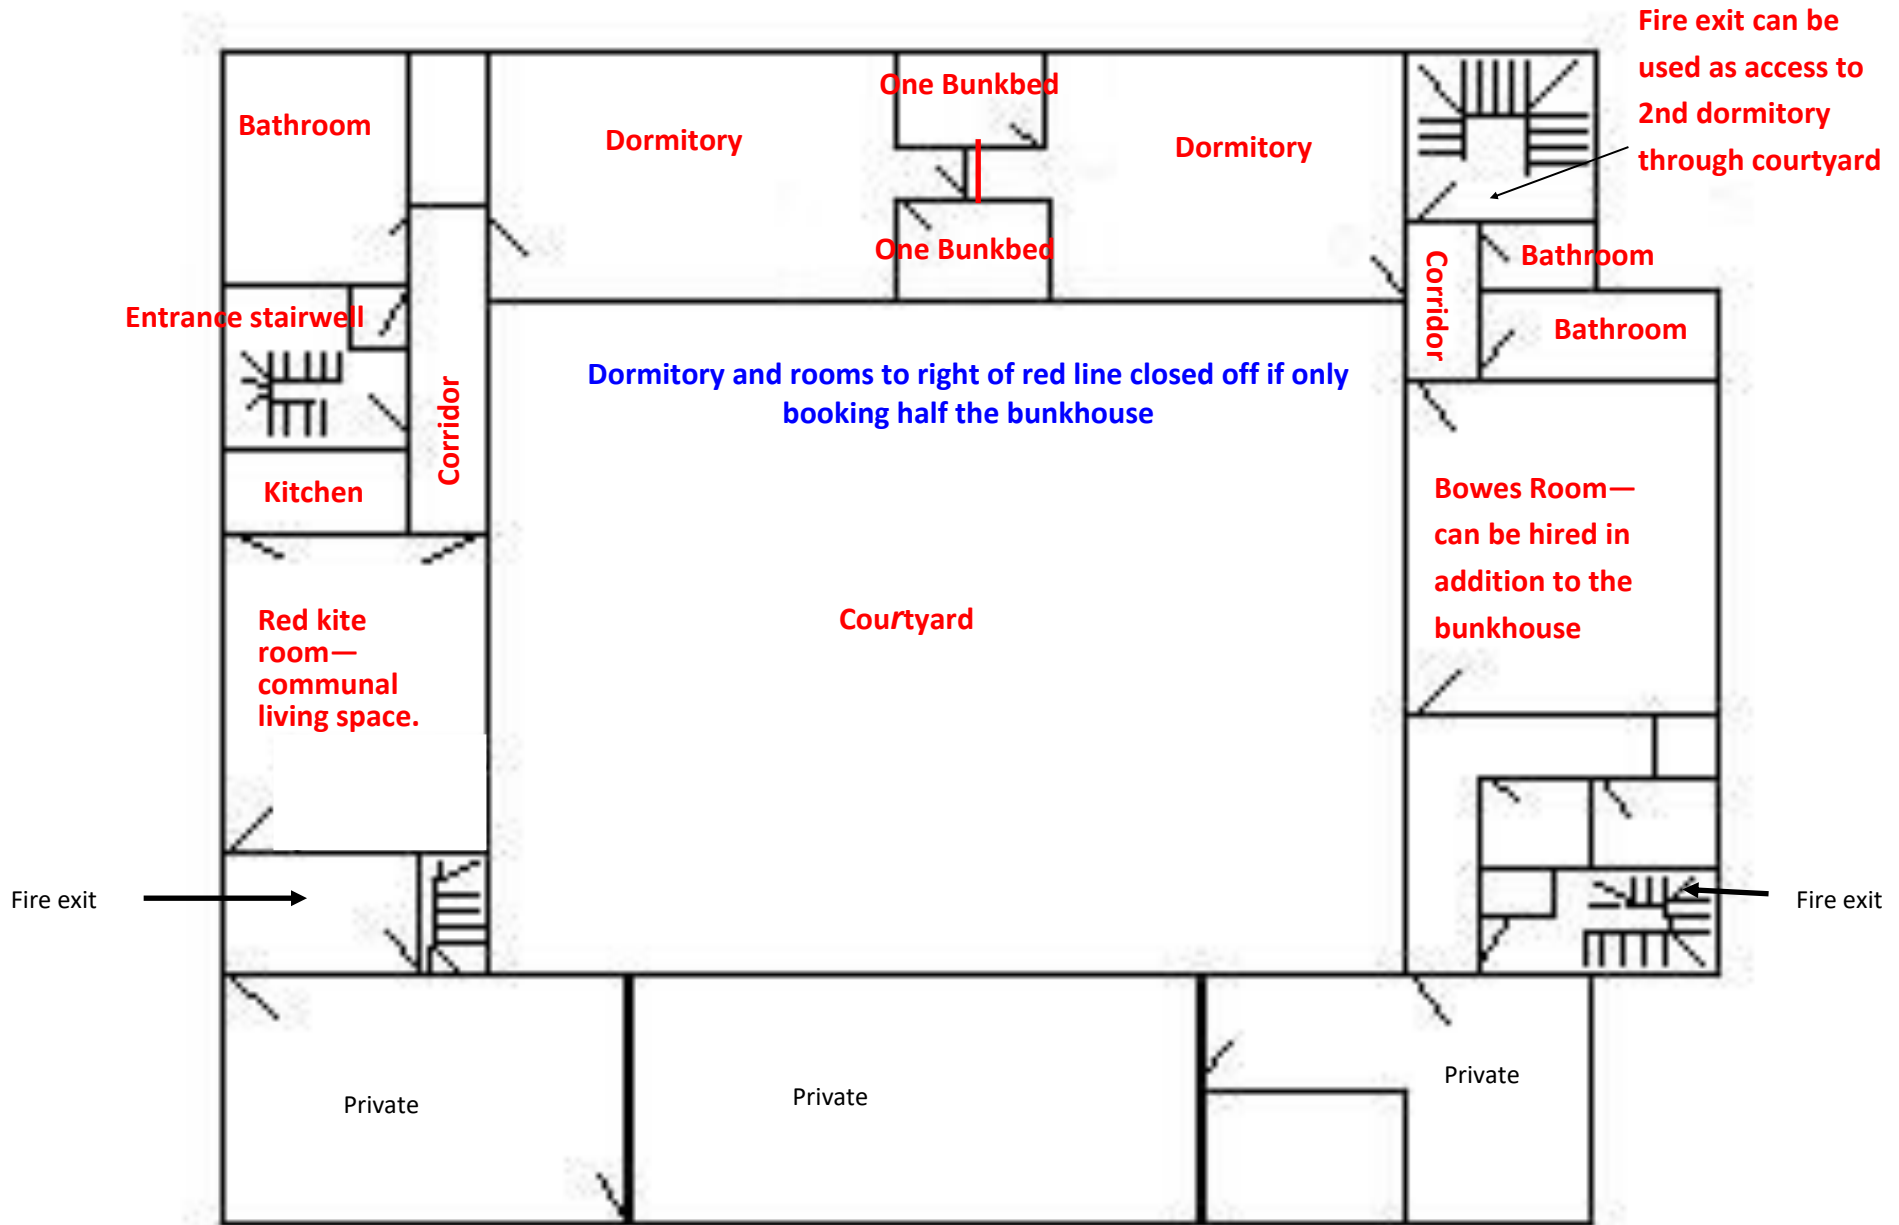 Fire exit can be
used as access to
2nd dormitory
through courtyard
One Bunkbed
Bathroom
Dormitory
Dormitory
One Bunkbed
Bathroom
Corridor
Entrance stairwell
Bathroom
Dormitory and rooms to right of red line closed off if only
booking half the bunkhouse
Corridor
Kitchen
Bowes Room—
can be hired in
addition to the
bunkhouse
Red kite
room—
communal
living space.
Courtyard
Fire exit
Fire exit
Private
Private
Private